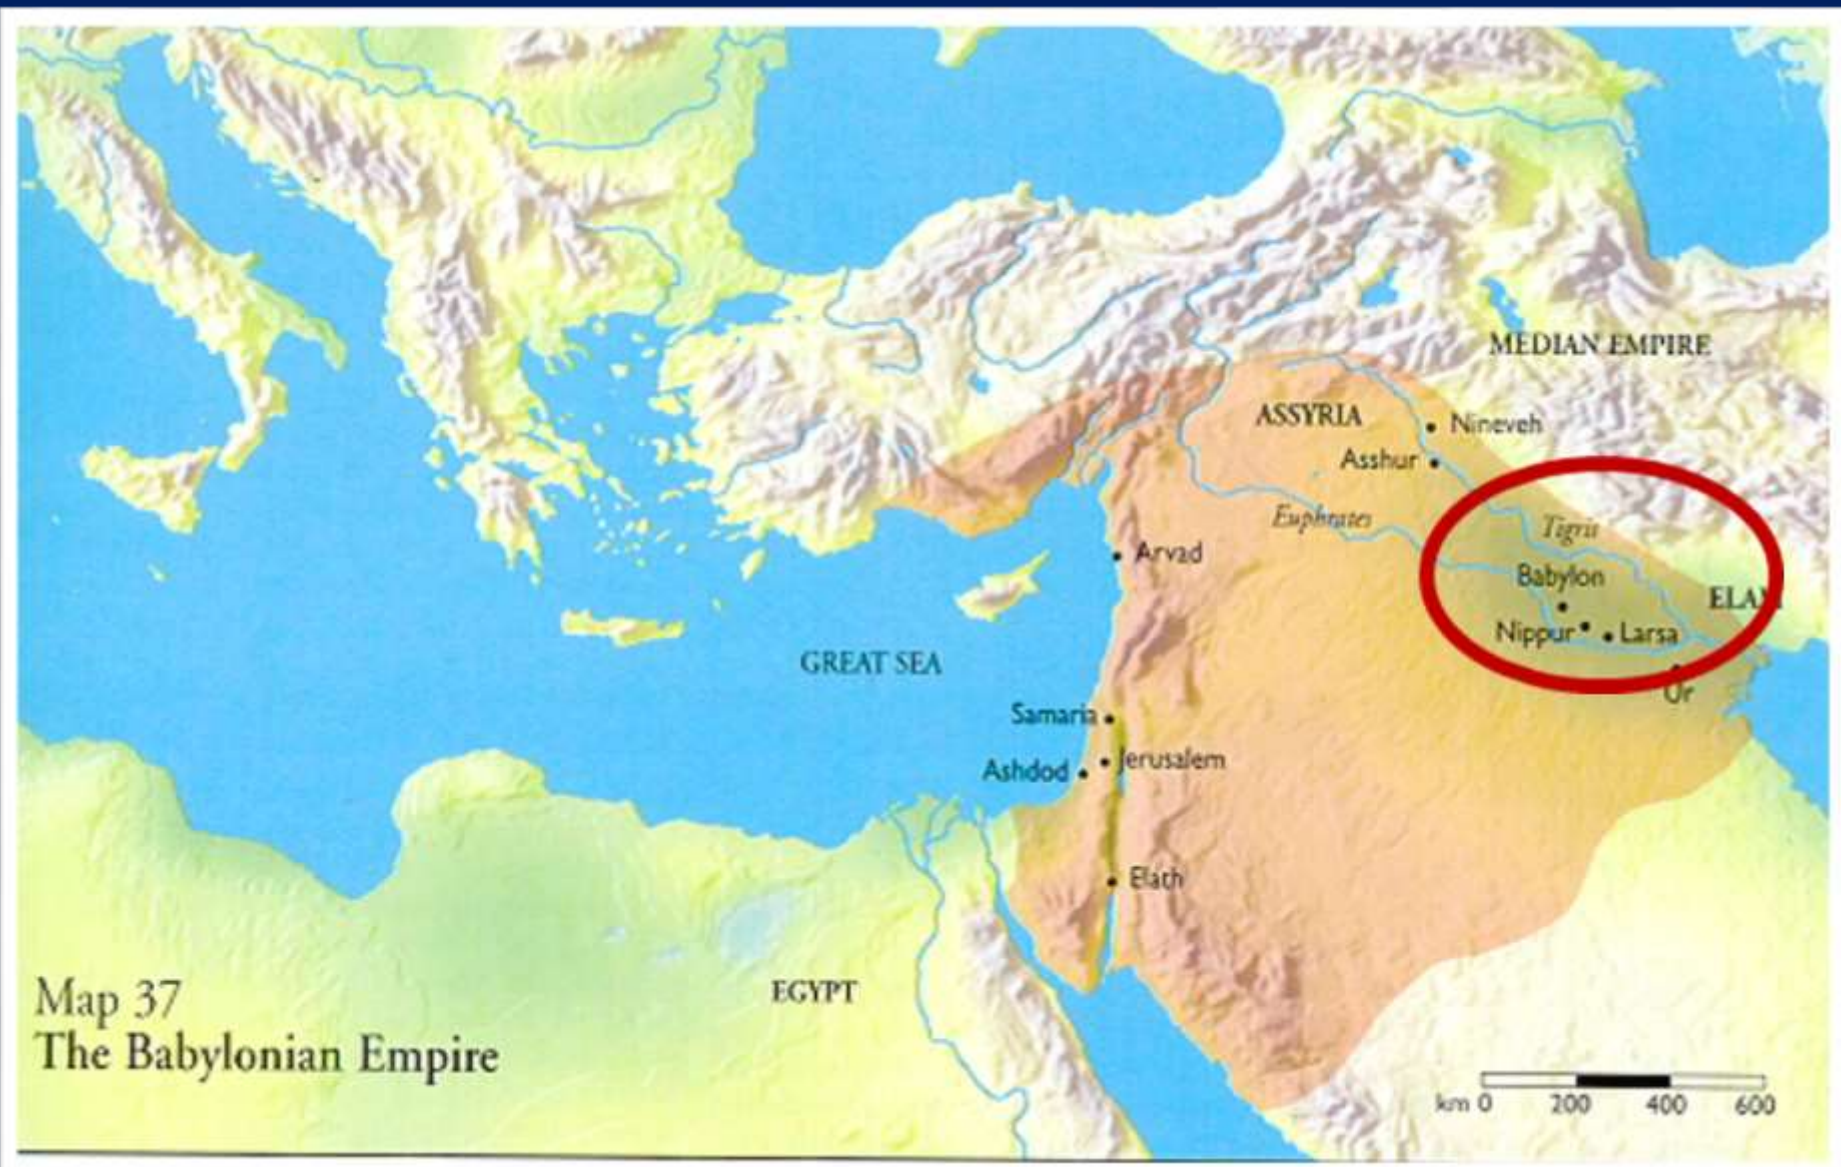 MEDIAN EMPIRE
ASSYRIA
Nineveh
Asshur
Euphrates
Tigris
Arvad
Babylon
ELAM
Nippur
Larsa
GREAT SEA
Ur
Samaria
Jerusalem
Ashdod
Elath
EGYPT
Map 37
The Babylonian Empire
km 0 200 400 600